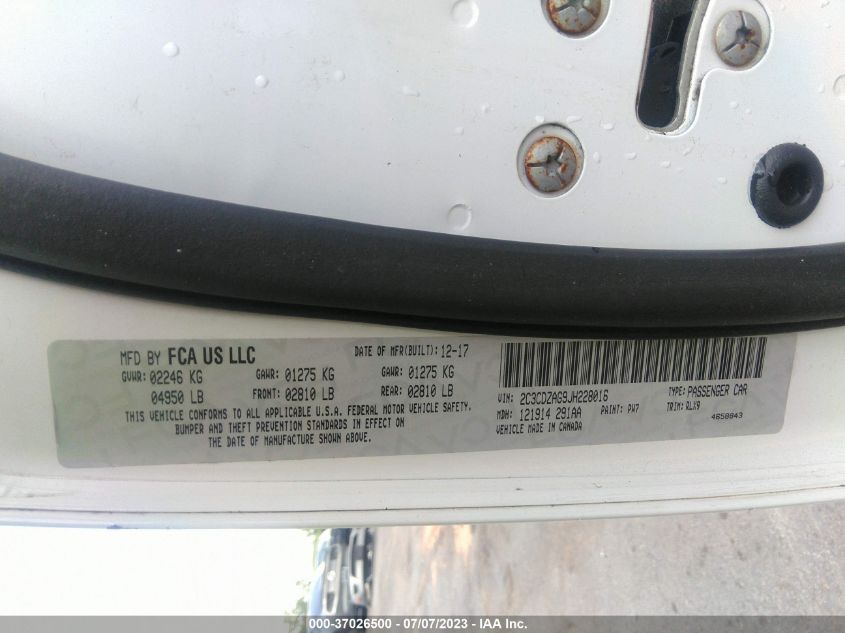 MFD BY FCA US LLC
DATE OF MFR(BUILT): 12-17
GVWR: 02246 KG
GAWR: 01275 KG
GAWR: 01275 KG
04950 LB
FRONT: 02810 LB
REAR: 02810 LB
THIS VEHICLE CONFORMS TO ALL APPLICABLE U.S.A. FEDERAL MOTOR VEHICLE SAFETY,
BUMPER AND THEFT PREVENTION STANDARDS IN EFFECT ON
THE DATE OF MANUFACTURE SHOWN ABOVE.
VIN: 2C3CDZAG9JH228016
TYPE: PASSENGER CAR
MDH: 121914 291AA
PAINT: PW7
TRIM: RLX9
VEHICLE MADE IN CANADA
4658843
000-37026500 - 07/07/2023 - IAA Inc.